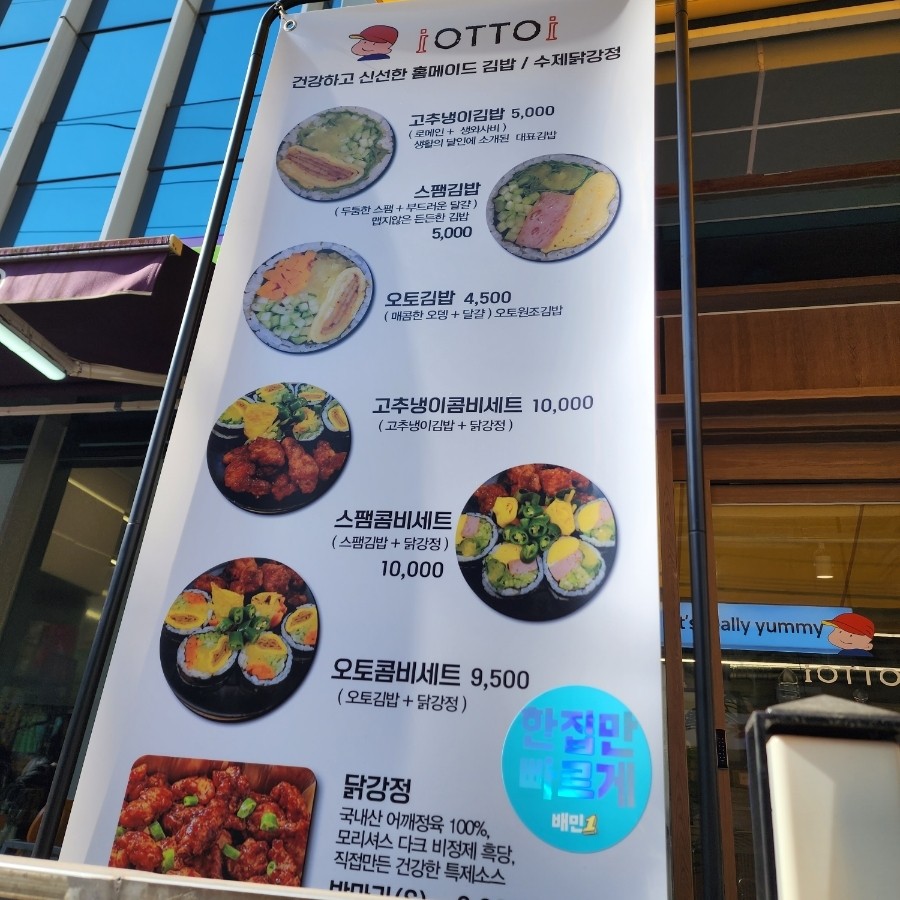 iOTTOi
건강하고 신선한 홈메이드 김밥 / 수제닭강정
고추냉이김밥 5,000
( 로메인 + 생와사비 )
생활의 달인에 소개된 대표김밥
스팸김밥
( 두툼한 스팸 + 부드러운 달걀 )
맵지않은 든든한 김밥
5,000
오토김밥 4,500
( 매콤한 오뎅 + 달걀 ) 오토원조김밥
고추냉이콤비세트 10,000
( 고추냉이김밥 + 닭강정 )
스팸콤비세트
( 스팸김밥 + 닭강정 )
10,000
오토콤비세트 9,500
( 오토김밥 + 닭강정 )
한집만
빠르게
배민1
닭강정
국내산 어깨정육 100%,
모리셔스 다크 비정제 흑당,
직접만든 건강한 특제소스
yummy
IOTTO